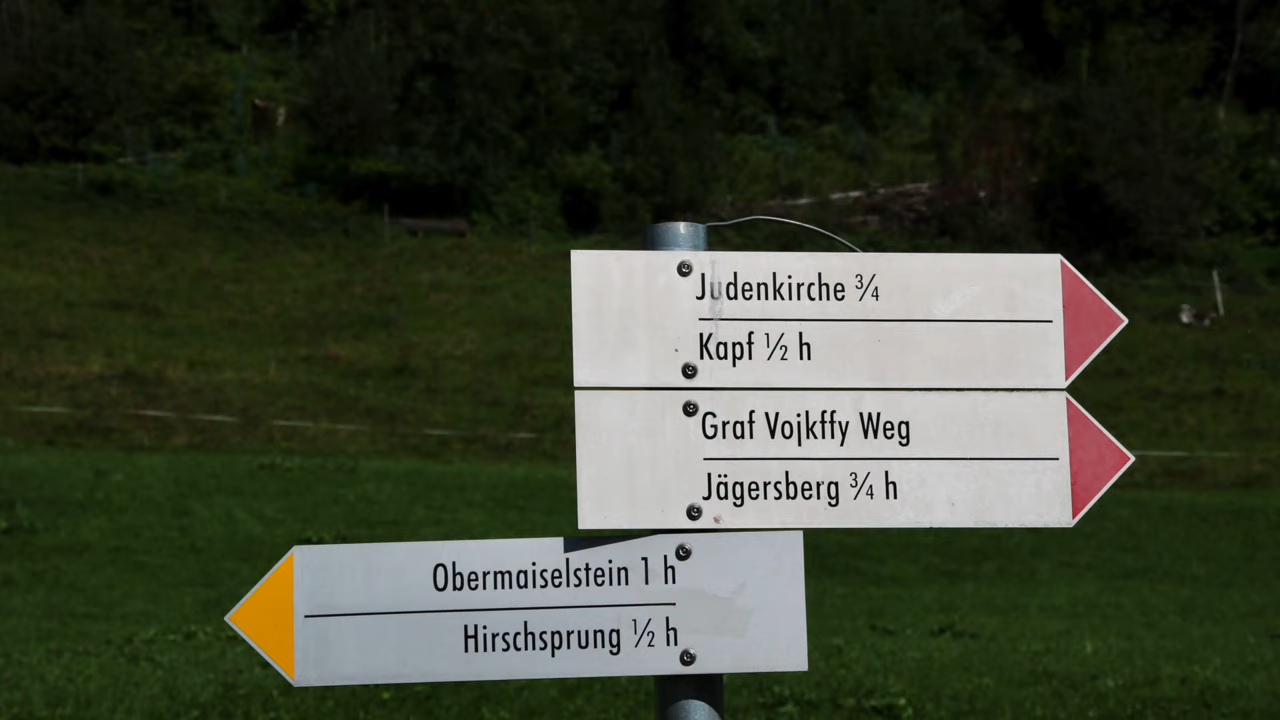 Judenkirche ¾
Kapf ½ h
Graf Vojkffy Weg
Jägersberg ¾ h
Obermaiselstein 1 h
Hirschsprung ½ h